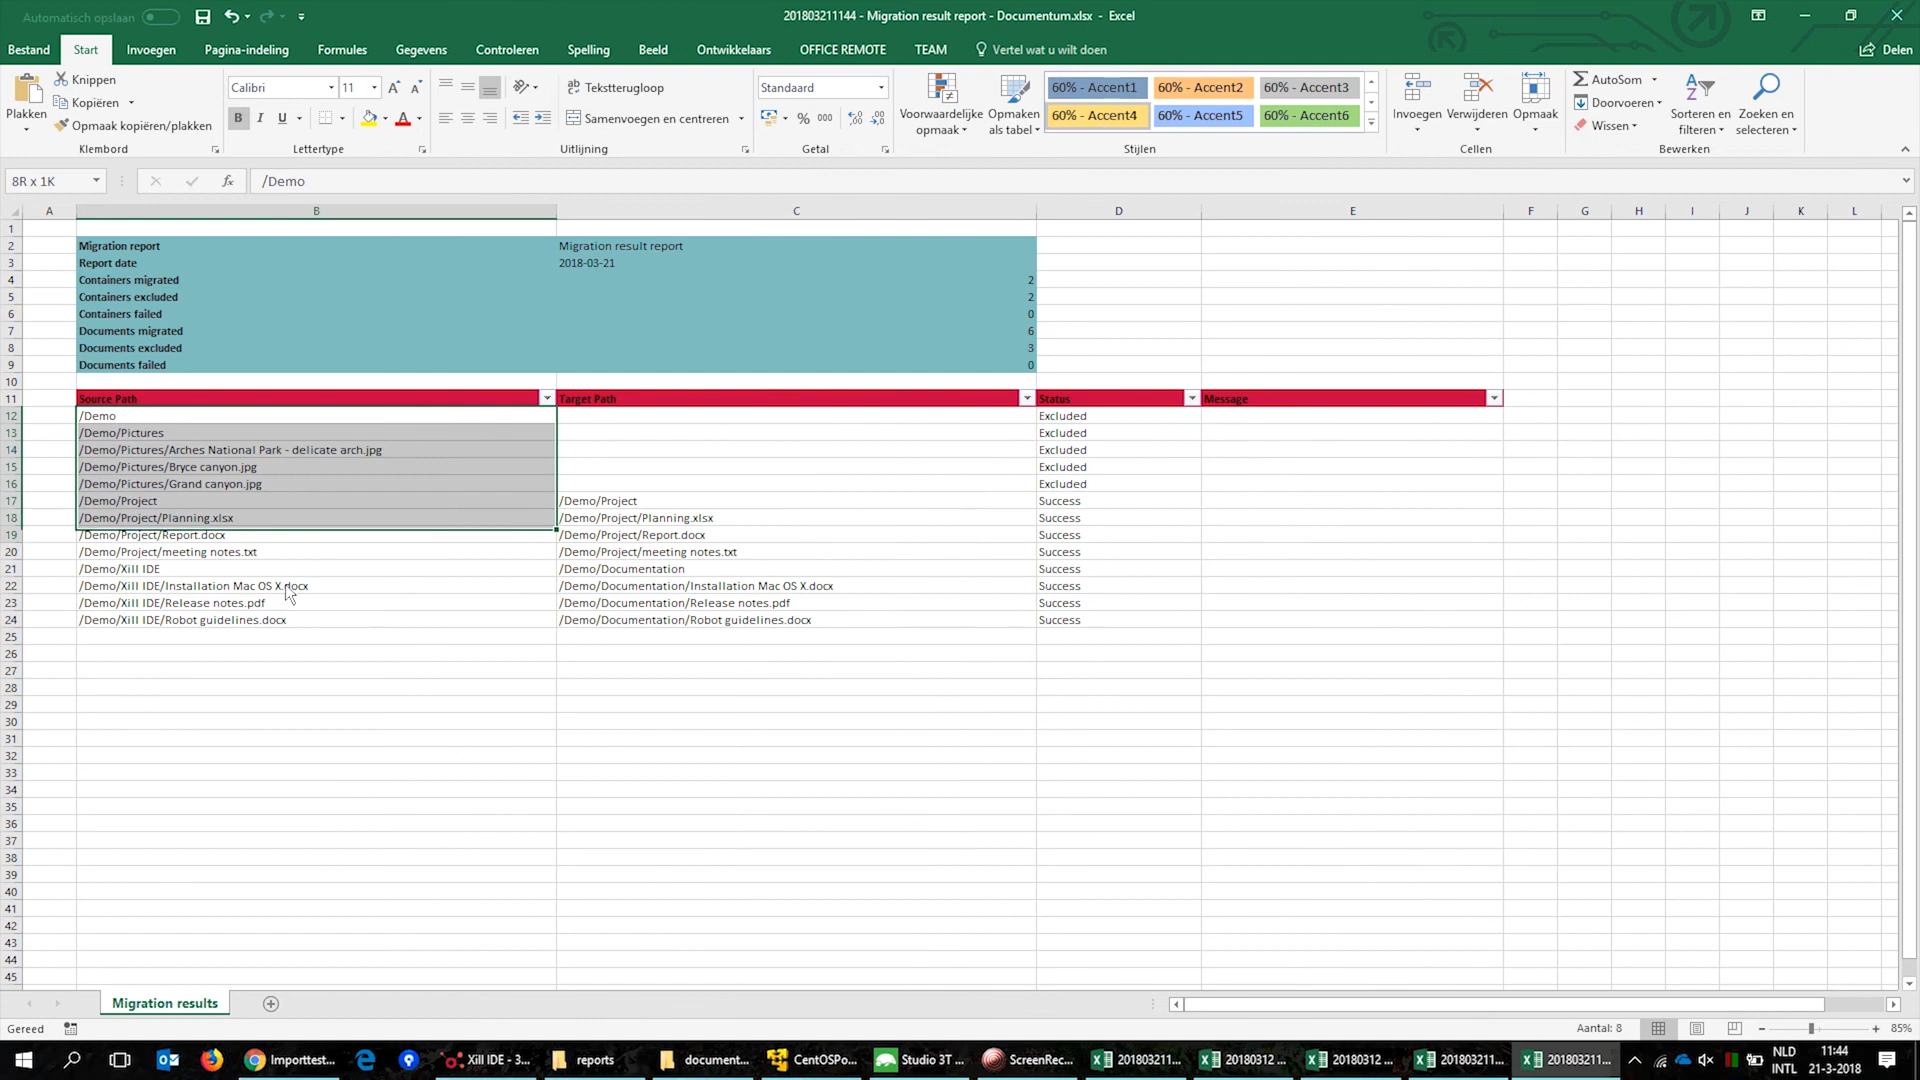 Automatisch opslaan
201803211144 - Migration result report - Documentum.xlsx - Excel
Bestand Start Invoegen Pagina-indeling Formules Gegevens Controleren Spelling Beeld Ontwikkelaars OFFICE REMOTE TEAM Vertel wat u wilt doen Delen
Plakken
Knippen
Kopiëren
Opmaak kopiëren/plakken
Klembord
Calibri 11
B I U
Lettertype
Tekstterugloop
Samenvoegen en centreren
Uitlijning
Standaard
% 000
Getal
Voorwaardelijke opmaak
Opmaken als tabel
60% - Accent1 60% - Accent2 60% - Accent3
60% - Accent4 60% - Accent5 60% - Accent6
Stijlen
Invoegen Verwijderen Opmaak
Cellen
AutoSom
Doorvoeren
Wissen
Sorteren en filteren
Zoeken en selecteren
Bewerken
8R x 1K fx /Demo
A B C D E F G H I J K L
1
2 Migration report Migration result report
3 Report date 2018-03-21
4 Containers migrated 2
5 Containers excluded 2
6 Containers failed 0
7 Documents migrated 6
8 Documents excluded 3
9 Documents failed 0
10
11 Source Path Target Path Status Message
12 /Demo Excluded
13 /Demo/Pictures Excluded
14 /Demo/Pictures/Arches National Park - delicate arch.jpg Excluded
15 /Demo/Pictures/Bryce canyon.jpg Excluded
16 /Demo/Pictures/Grand canyon.jpg Excluded
17 /Demo/Project /Demo/Project Success
18 /Demo/Project/Planning.xlsx /Demo/Project/Planning.xlsx Success
19 /Demo/Project/Report.docx /Demo/Project/Report.docx Success
20 /Demo/Project/meeting notes.txt /Demo/Project/meeting notes.txt Success
21 /Demo/Xill IDE /Demo/Documentation Success
22 /Demo/Xill IDE/Installation Mac OS X.docx /Demo/Documentation/Installation Mac OS X.docx Success
23 /Demo/Xill IDE/Release notes.pdf /Demo/Documentation/Release notes.pdf Success
24 /Demo/Xill IDE/Robot guidelines.docx /Demo/Documentation/Robot guidelines.docx Success
25
26
27
28
29
30
31
32
33
34
35
36
37
38
39
40
41
42
43
44
45
Migration results
Gereed Aantal: 8 85%
Importtest... Xill IDE - 3... reports document... CentOSPo... Studio 3T ... ScreenRec... 201803211... 20180312 ... 20180312 ... 201803211... 201803211... NLD 11:44
INTL 21-3-2018